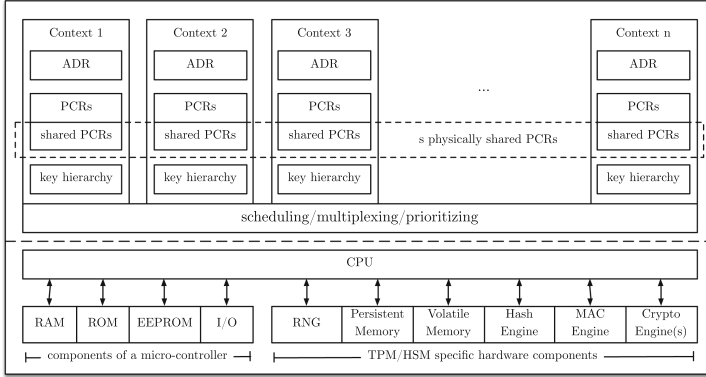 Context 1 Context 2 Context 3 Context n
ADR ADR ADR ADR
...
PCRs PCRs PCRs PCRs
shared PCRs shared PCRs shared PCRs s physically shared PCRs shared PCRs
key hierarchy key hierarchy key hierarchy key hierarchy
scheduling/multiplexing/prioritizing
CPU
RAM ROM EEPROM I/O RNG Persistent Memory Volatile Memory Hash Engine MAC Engine Crypto Engine(s)
components of a micro-controller TPM/HSM specific hardware components